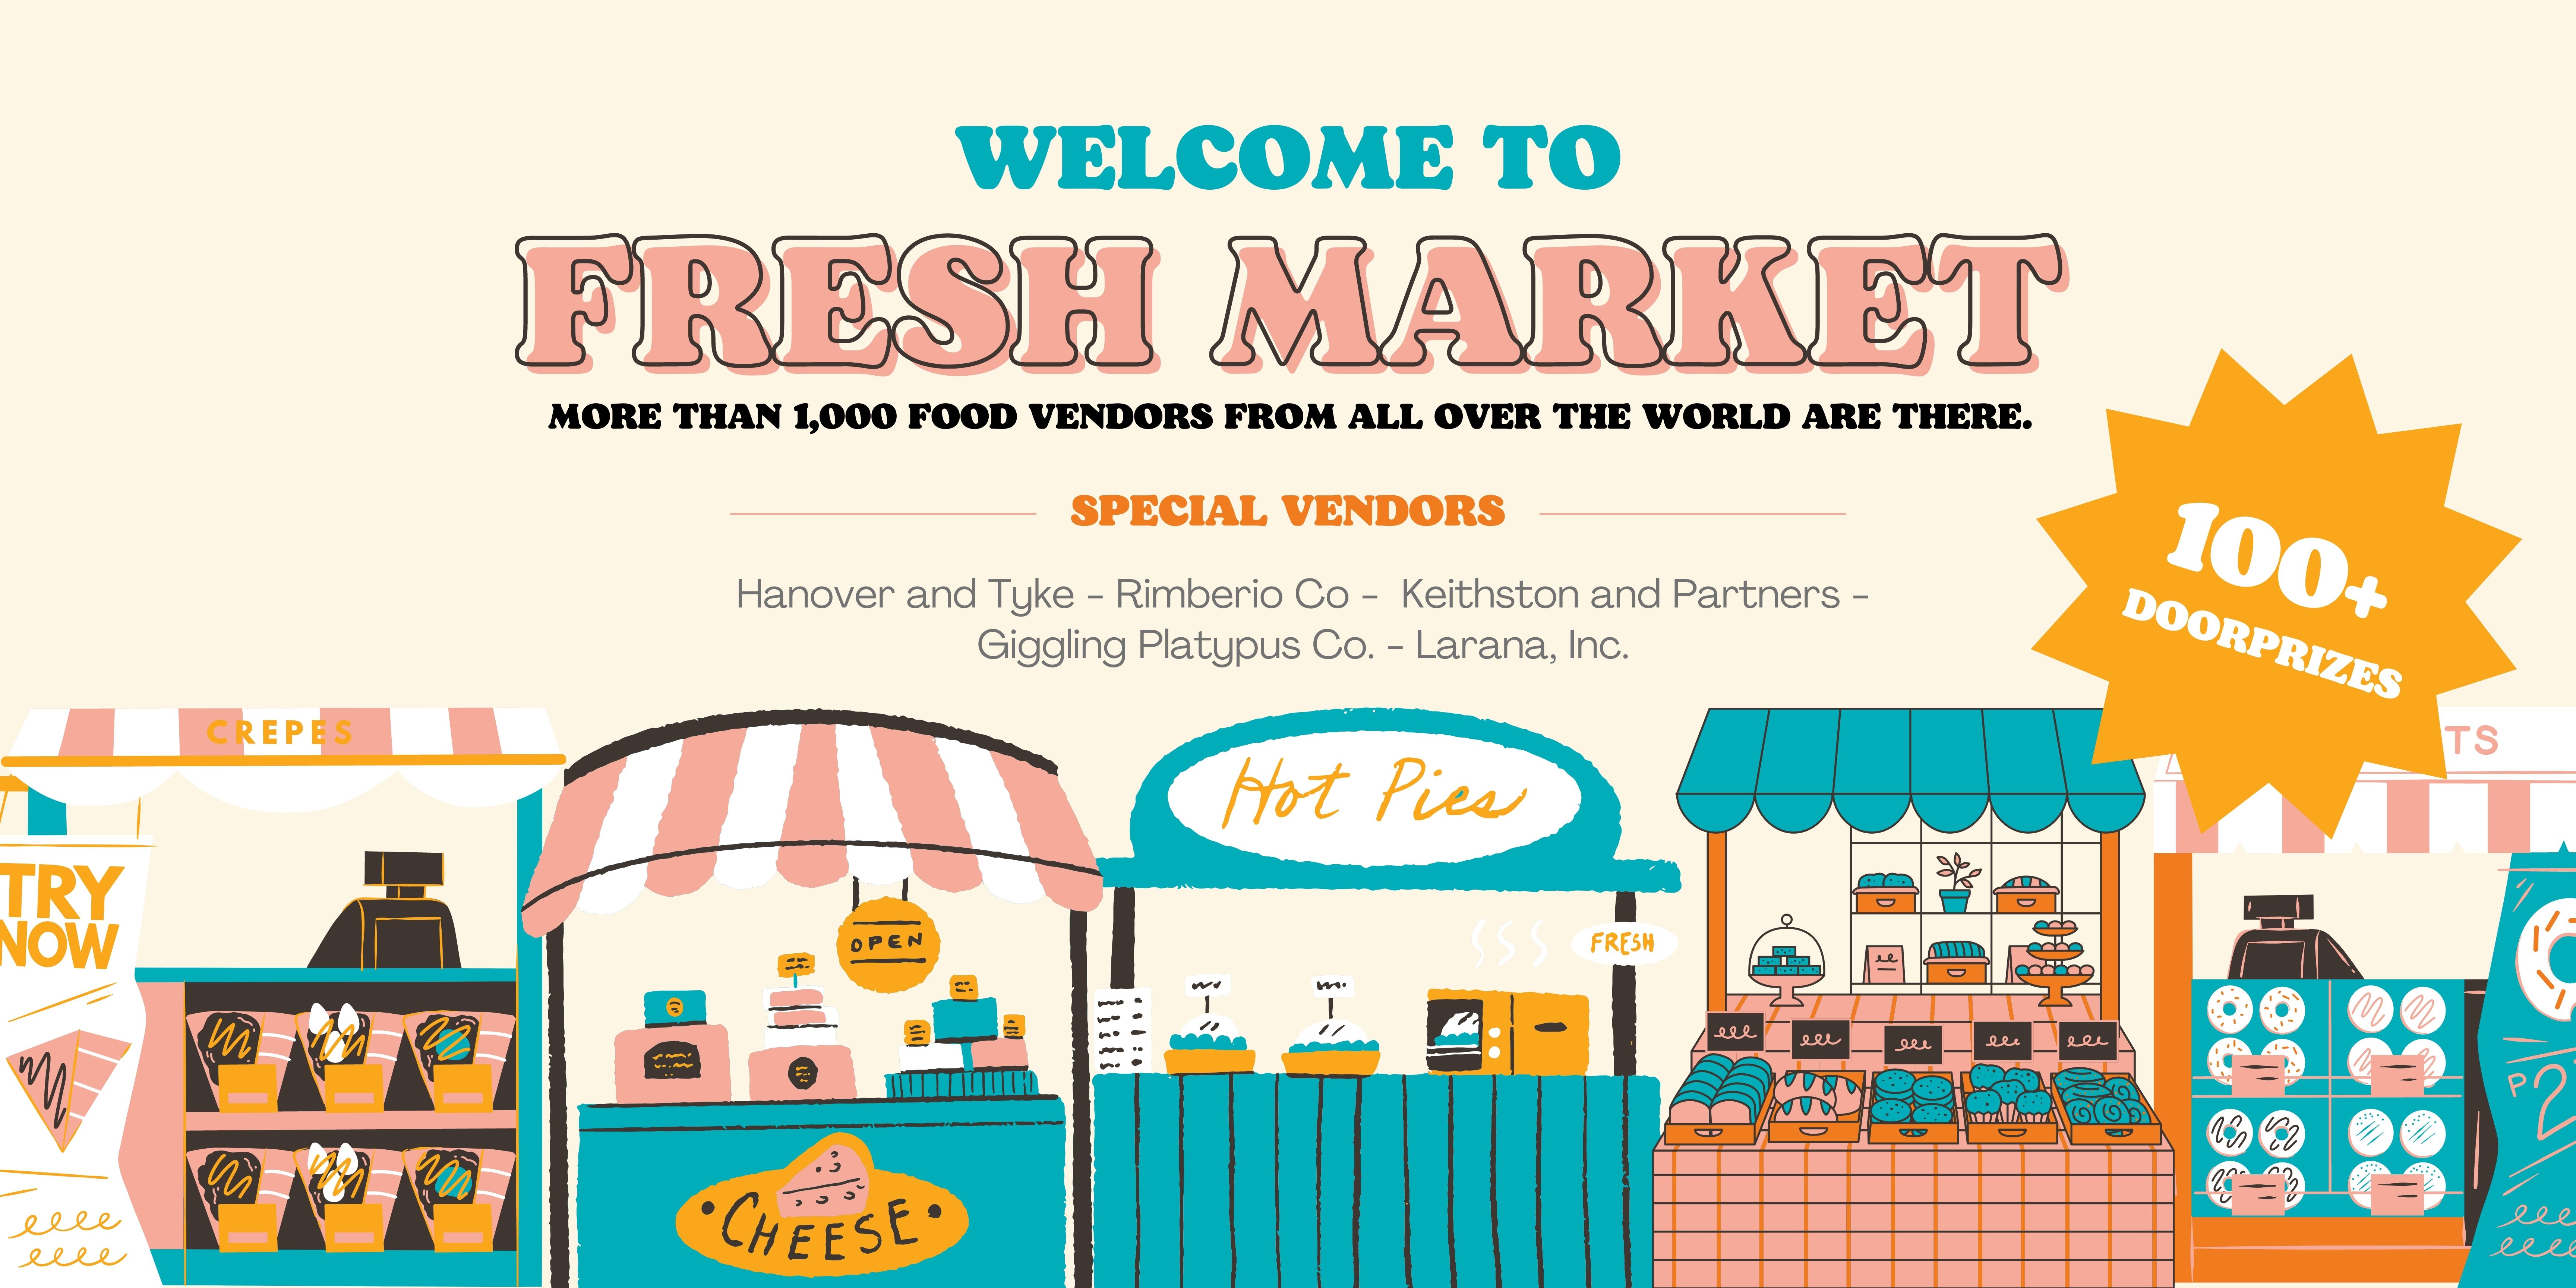 WELCOME TO
FRESH MARKET
MORE THAN 1,000 FOOD VENDORS FROM ALL OVER THE WORLD ARE THERE.
SPECIAL VENDORS
Hanover and Tyke - Rimberio Co - Keithston and Partners -
Giggling Platypus Co. - Larana, Inc.
100+
DOORPRIZES
CREPES
TRY
NOW
OPEN
CHEESE
Hot Pies
FRESH
TS